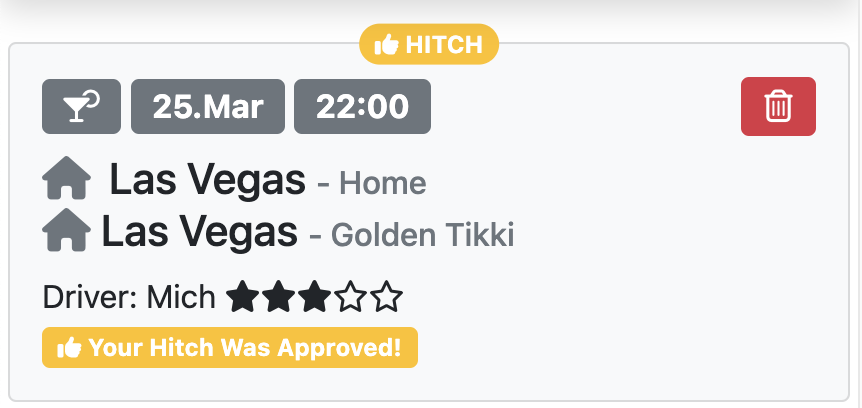 HITCH
25.Mar 22:00
Las Vegas - Home
Las Vegas - Golden Tikki
Driver: Mich
Your Hitch Was Approved!